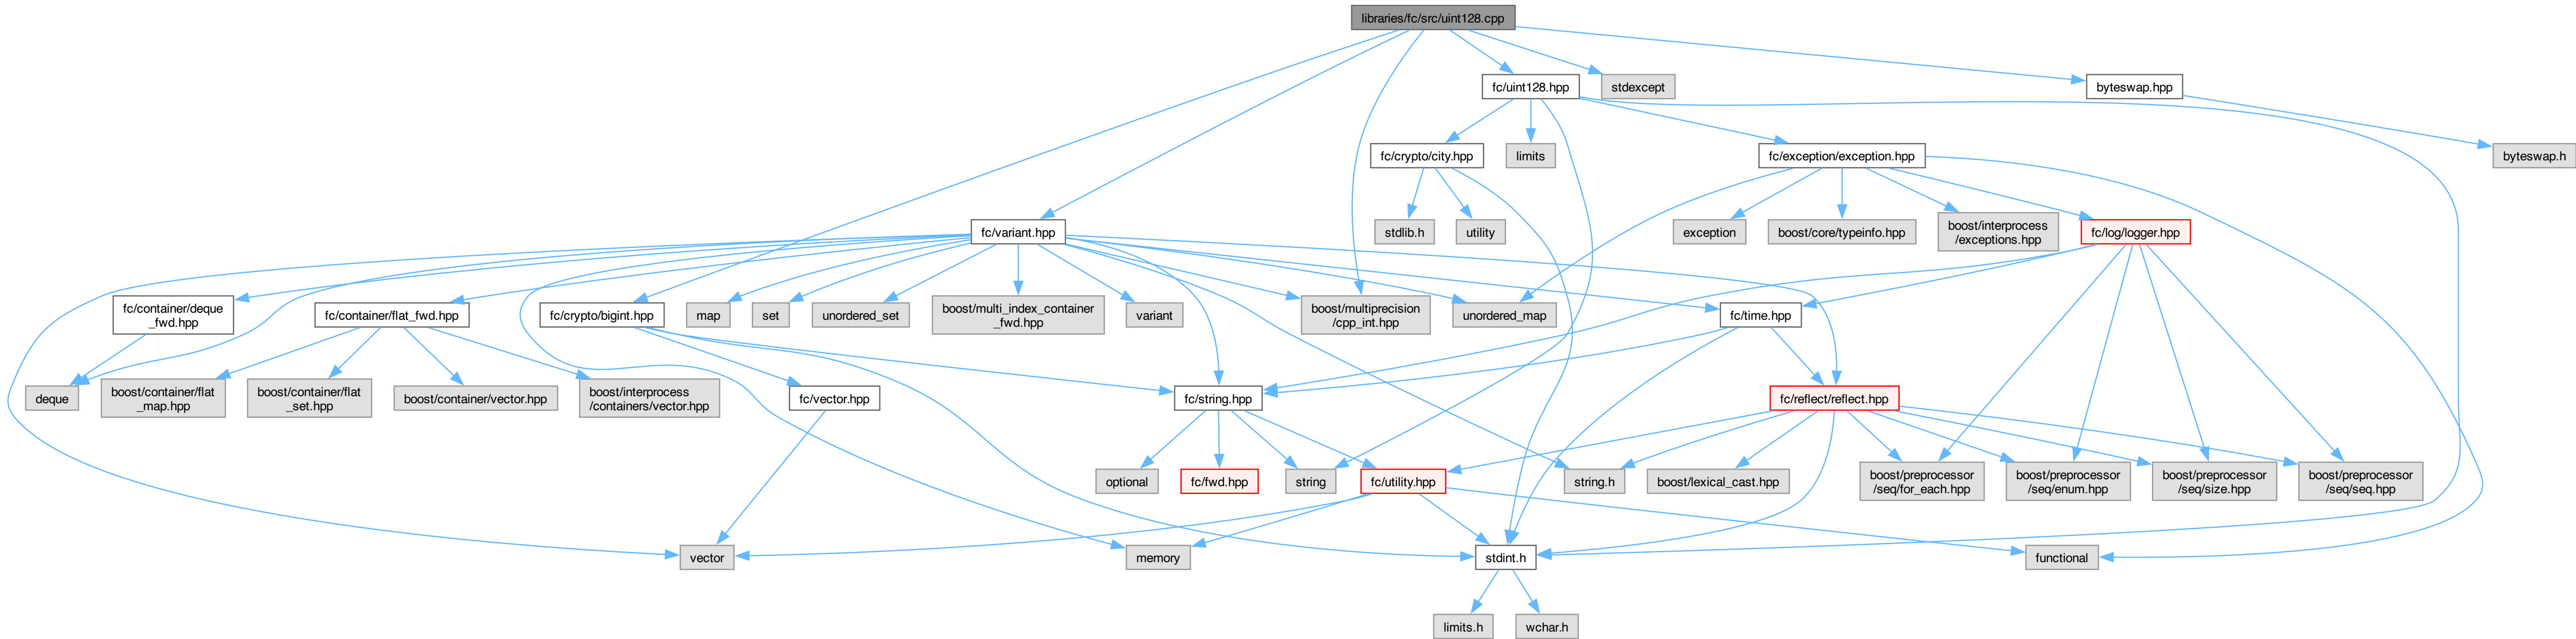 libraries/fc/src/uint128.cpp
fc/uint128.hpp
stdexcept
byteswap.hpp
fc/crypto/city.hpp
limits
fc/exception/exception.hpp
byteswap.h
fc/variant.hpp
stdlib.h
utility
exception
boost/core/typeinfo.hpp
boost/interprocess
/exceptions.hpp
fc/log/logger.hpp
fc/container/deque
_fwd.hpp
fc/container/flat_fwd.hpp
fc/crypto/bigint.hpp
map
set
unordered_set
boost/multi_index_container
_fwd.hpp
variant
boost/multiprecision
/cpp_int.hpp
unordered_map
fc/time.hpp
deque
boost/container/flat
_map.hpp
boost/container/flat
_set.hpp
boost/container/vector.hpp
boost/interprocess
/containers/vector.hpp
fc/vector.hpp
fc/string.hpp
fc/reflect/reflect.hpp
optional
fc/fwd.hpp
string
fc/utility.hpp
string.h
boost/lexical_cast.hpp
boost/preprocessor
/seq/for_each.hpp
boost/preprocessor
/seq/enum.hpp
boost/preprocessor
/seq/size.hpp
boost/preprocessor
/seq/seq.hpp
vector
memory
stdint.h
functional
limits.h
wchar.h